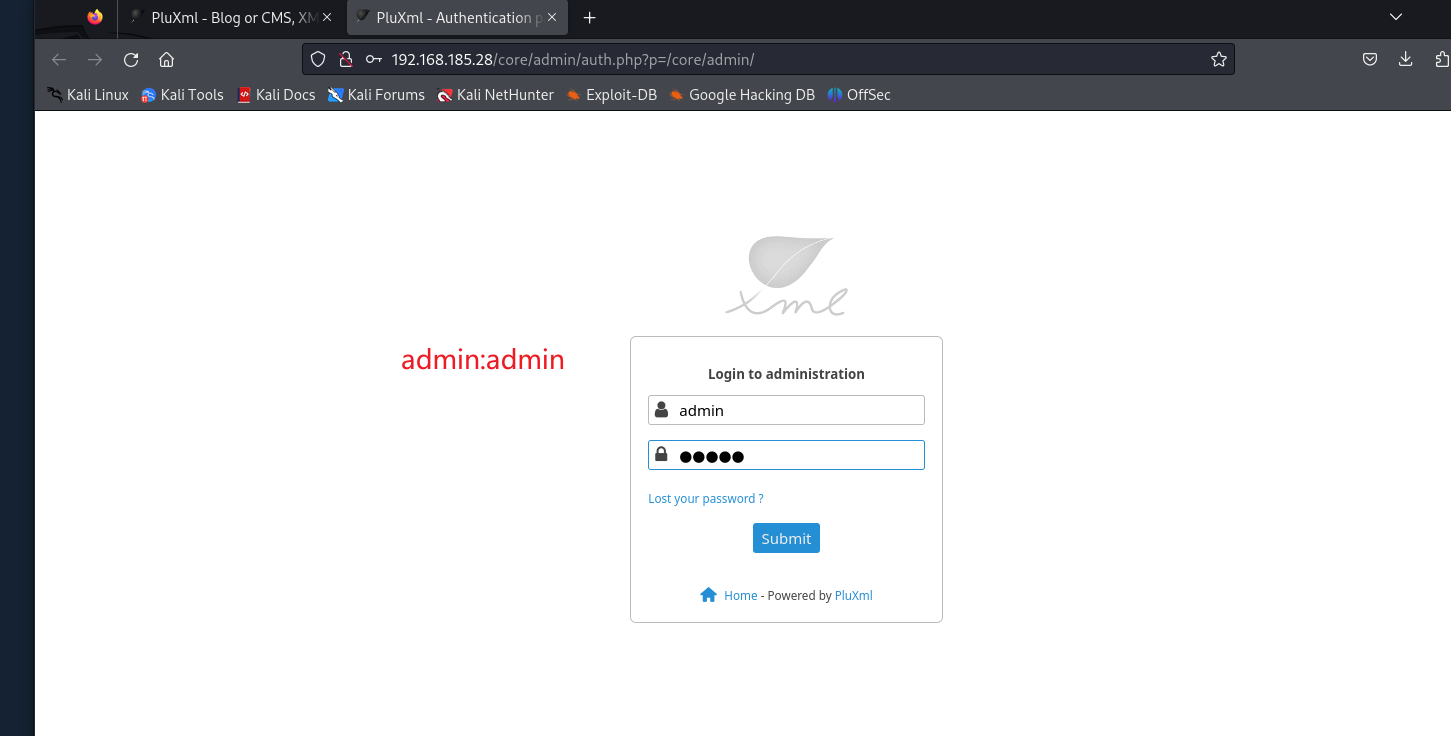 PluXml - Blog or CMS, XM
PluXml - Authentication p
192.168.185.28/core/admin/auth.php?p=/core/admin/
Kali Linux Kali Tools Kali Docs Kali Forums Kali NetHunter Exploit-DB Google Hacking DB OffSec
xml
admin:admin
Login to administration
admin
●●●●●
Lost your password ?
Submit
Home - Powered by PluXml